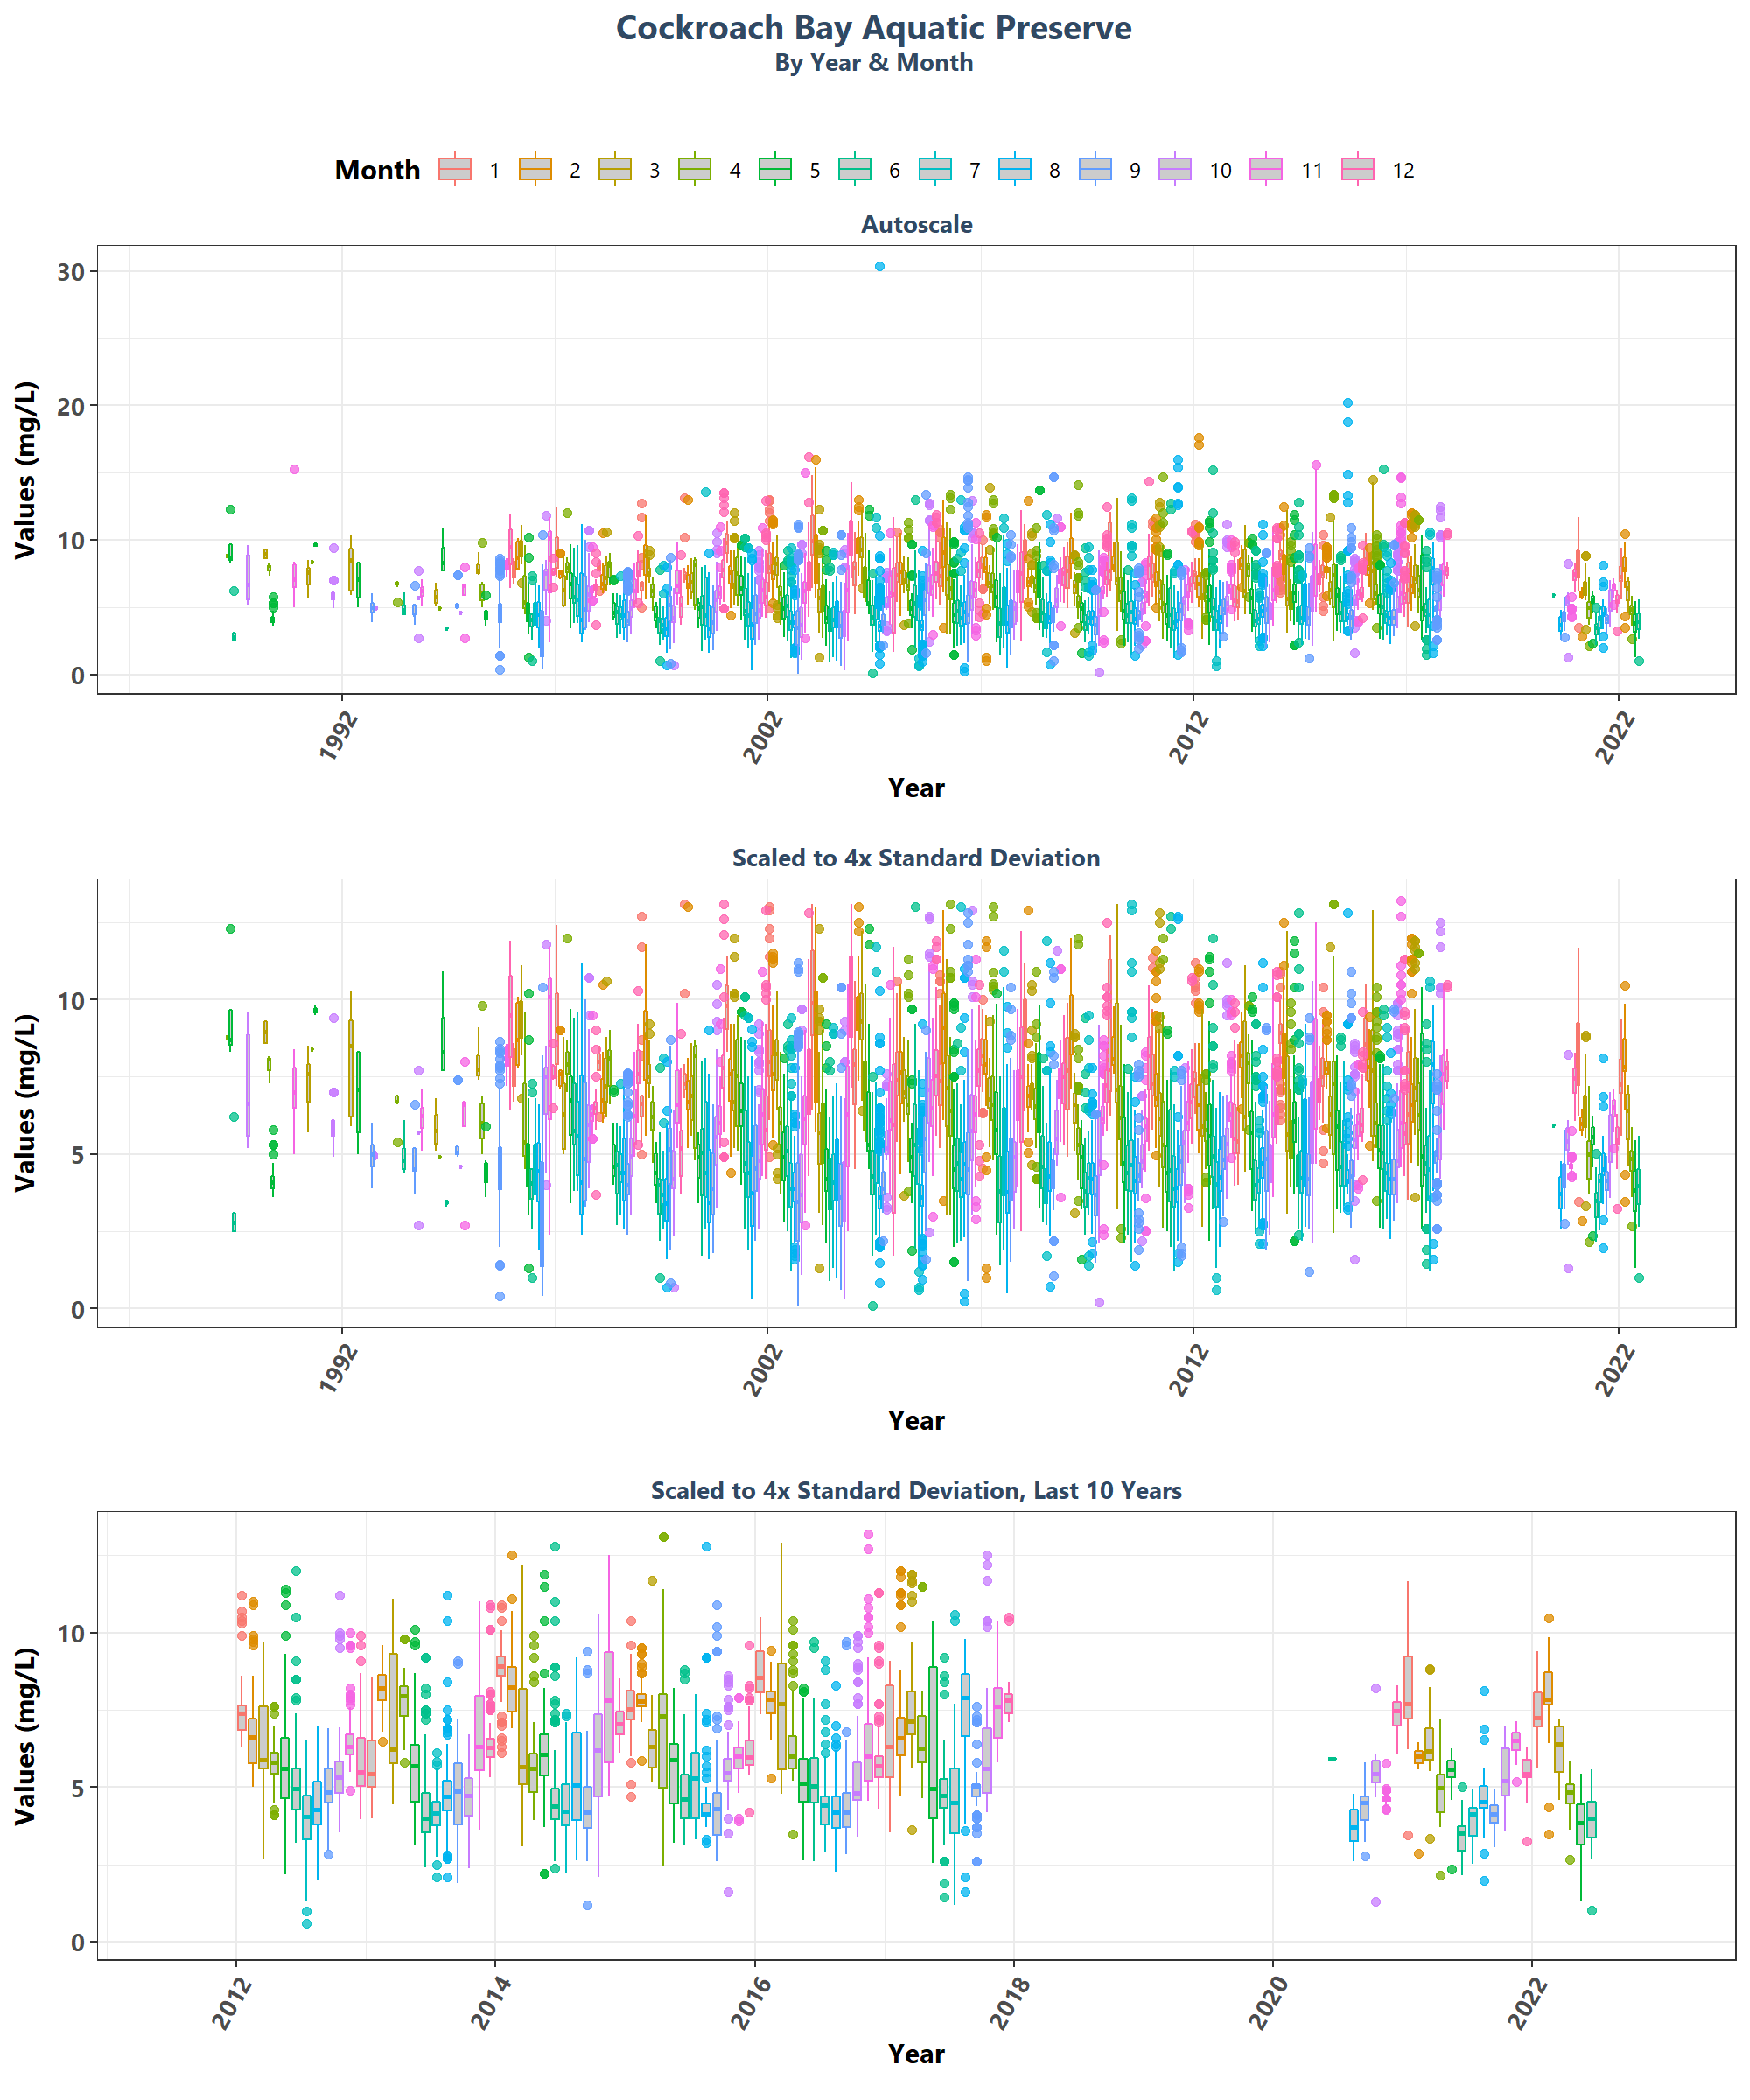 Cockroach Bay Aquatic Preserve
By Year & Month
Month 1 2 3 4 5 6 7 8 9 10 11 12
Autoscale
Values (mg/L)
30
20
10
0
1992 2002 2012 2022
Year
Scaled to 4x Standard Deviation
Values (mg/L)
10
5
0
1992 2002 2012 2022
Year
Scaled to 4x Standard Deviation, Last 10 Years
Values (mg/L)
10
5
0
2012 2014 2016 2018 2020 2022
Year